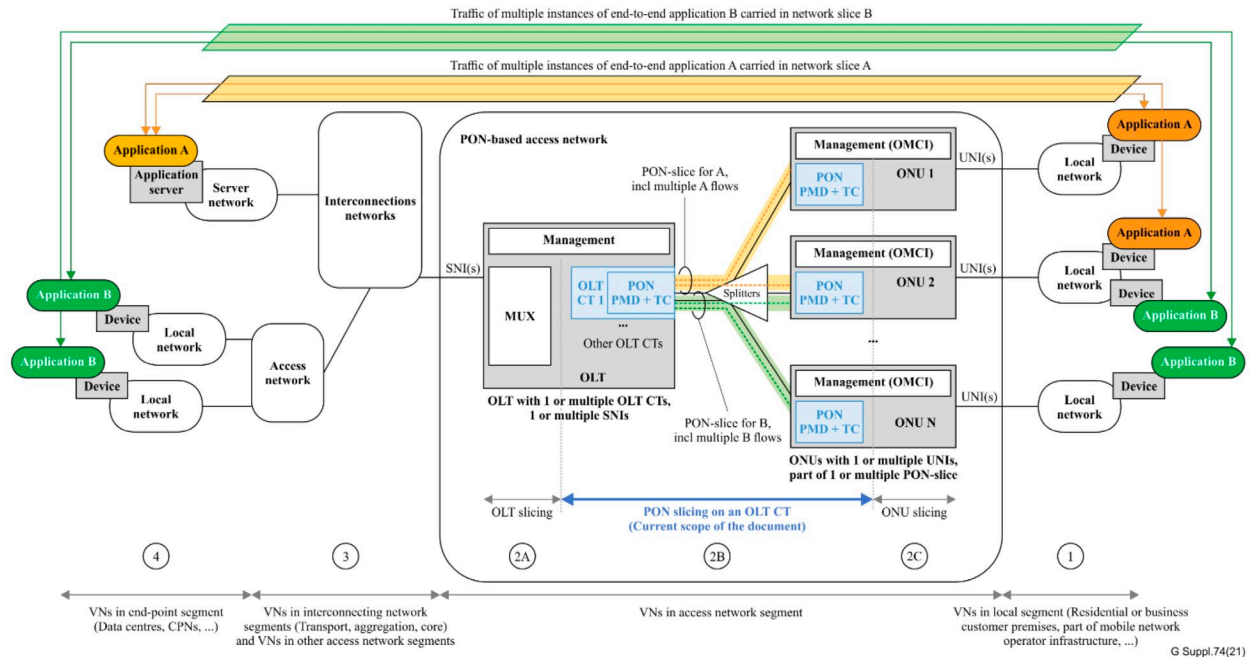 Traffic of multiple instances of end-to-end application B carried in network slice B
Traffic of multiple instances of end-to-end application A carried in network slice A
Application A
Application
server
Server
network
Interconnections
networks
Application B
Device
Local
network
Application B
Device
Local
network
Access
network
SNI(s)
PON-based access network
Management
MUX
OLT
CT 1
PON
PMD + TC
...
Other OLT CTs
OLT
OLT with 1 or multiple OLT CTs,
1 or multiple SNIs
PON-slice for A,
incl multiple A flows
Splitters
PON-slice for B,
incl multiple B flows
Management (OMCI)
PON
PMD + TC
ONU 1
Management (OMCI)
PON
PMD + TC
ONU 2
...
Management (OMCI)
PON
PMD + TC
ONU N
ONUs with 1 or multiple UNIs,
part of 1 or multiple PON-slice
UNI(s)
UNI(s)
UNI(s)
Application A
Device
Local
network
Application A
Device
Local
network
Device
Application B
Application B
Device
Local
network
OLT slicing
PON slicing on an OLT CT
(Current scope of the document)
ONU slicing
4
3
2A
2B
2C
1
VNs in end-point segment
(Data centres, CPNs, ...)
VNs in interconnecting network
segments (Transport, aggregation, core)
and VNs in other access network segments
VNs in access network segment
VNs in local segment (Residential or business
customer premises, part of mobile network
operator infrastructure, ...)
G Suppl.74(21)